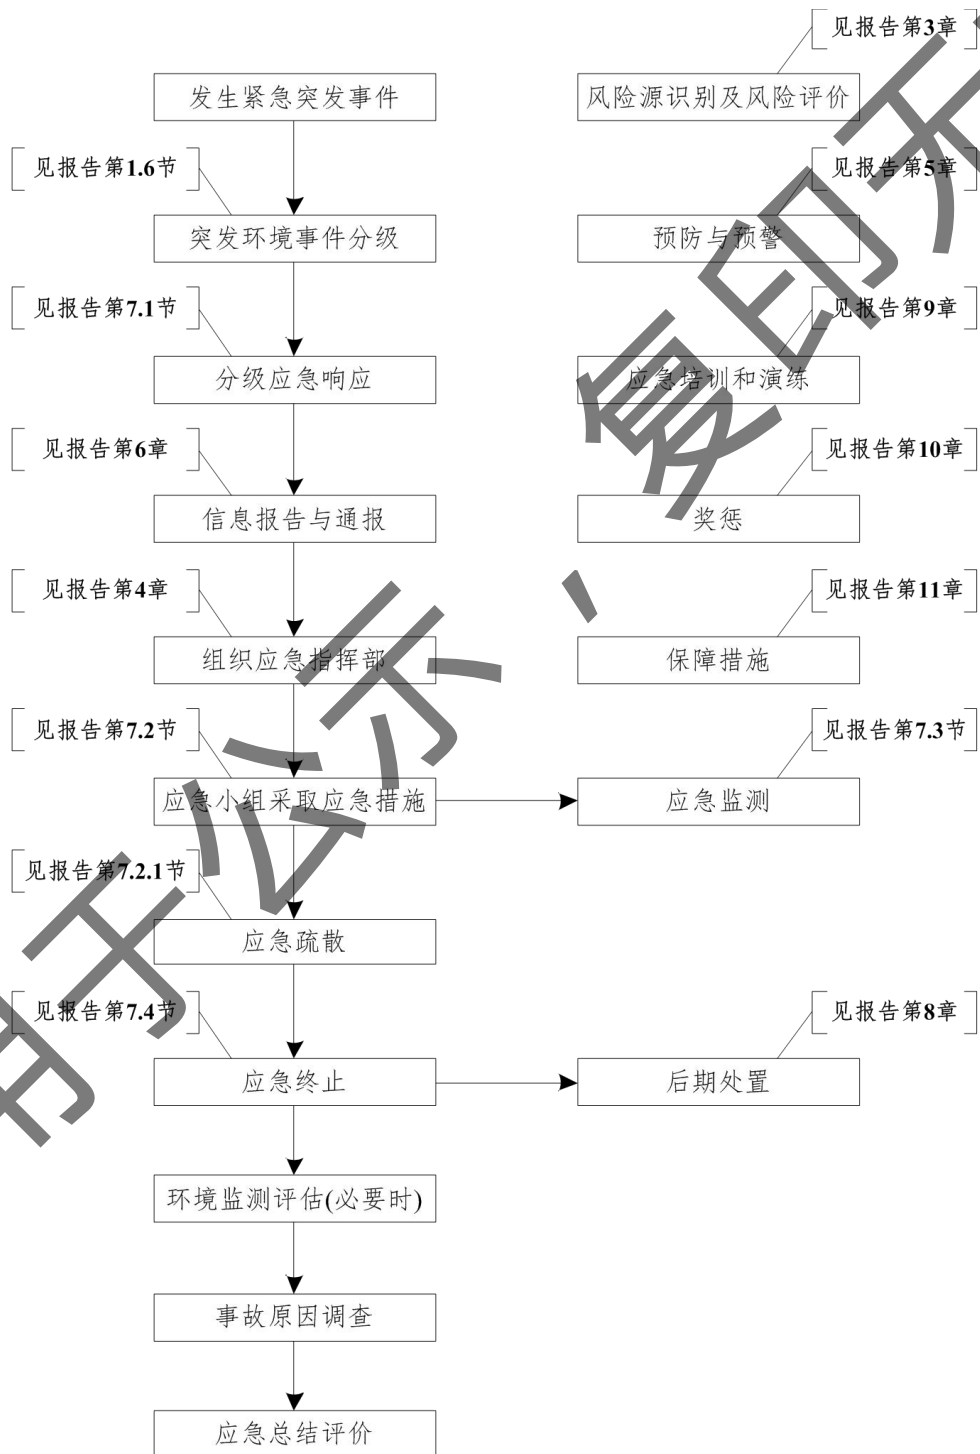 见报告第3章
发生紧急突发事件
风险源识别及风险评价
见报告第1.6节
见报告第5章
突发环境事件分级
预防与预警
见报告第7.1节
见报告第9章
分级应急响应
应急培训和演练
见报告第6章
见报告第10章
信息报告与通报
奖惩
见报告第4章
见报告第11章
组织应急指挥部
保障措施
见报告第7.2节
见报告第7.3节
应急小组采取应急措施
应急监测
见报告第7.2.1节
应急疏散
见报告第7.4节
见报告第8章
应急终止
后期处置
环境监测评估(必要时)
事故原因调查
应急总结评价
用于公示、复印无